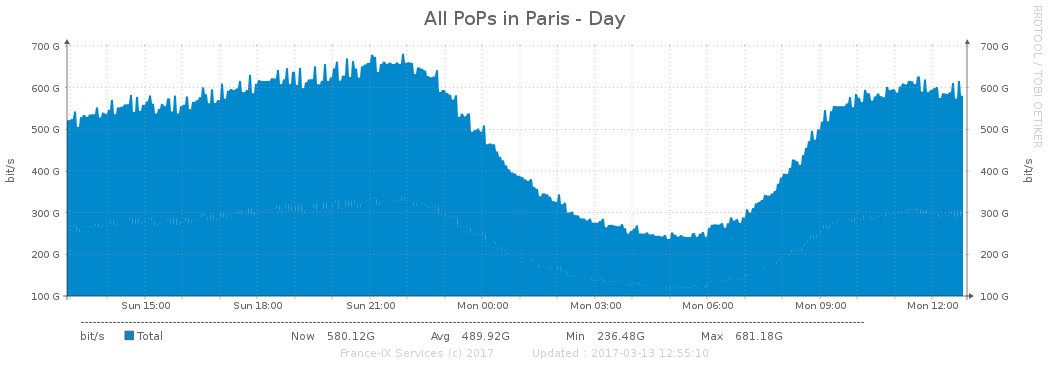 All PoPs in Paris - Day
RRDTOOL / TOBI OETIKER
700 G 700 G
600 G 600 G
500 G 500 G
400 G 400 G
300 G 300 G
200 G 200 G
100 G 100 G
bit/s bit/s
Sun 15:00 Sun 18:00 Sun 21:00 Mon 00:00 Mon 03:00 Mon 06:00 Mon 09:00 Mon 12:00
bit/s Total Now 580.12G Avg 489.92G Min 236.48G Max 681.18G
France-IX Services (c) 2017 Updated : 2017-03-13 12:55:10